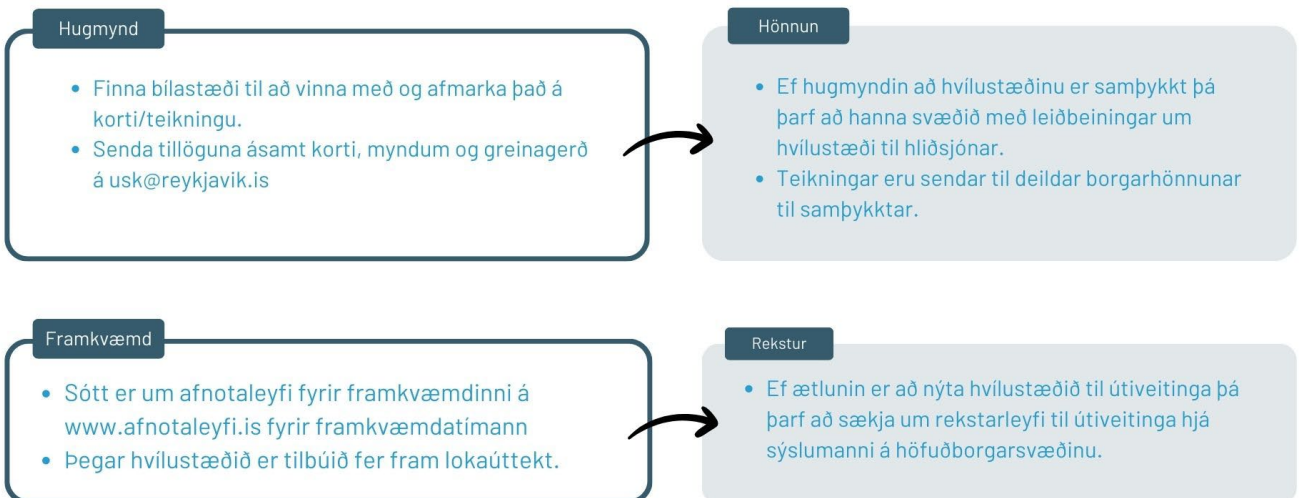 Hugmynd
• Finna bílastæði til að vinna með og afmarka það á
korti/teikningu.
• Senda tillöguna ásamt korti, myndum og greinagerð
á usk@reykjavik.is
Hönnun
• Ef hugmyndin að hvílustæðinu er samþykkt þá
þarf að hanna svæðið með leiðbeiningar um
hvílustæði til hliðsjónar.
• Teikningar eru sendar til deildar borgarhönnunar
til samþykktar.
Framkvæmd
• Sótt er um afnotaleyfi fyrir framkvæmdinni á
www.afnotaleyfi.is fyrir framkvæmdatímann
• Þegar hvílustæðið er tilbúið fer fram lokaúttekt.
Rekstur
• Ef ætlunin er að nýta hvílustæðið til útiveitinga þá
þarf að sækja um rekstarleyfi til útiveitinga hjá
sýslumanni á höfuðborgarsvæðinu.